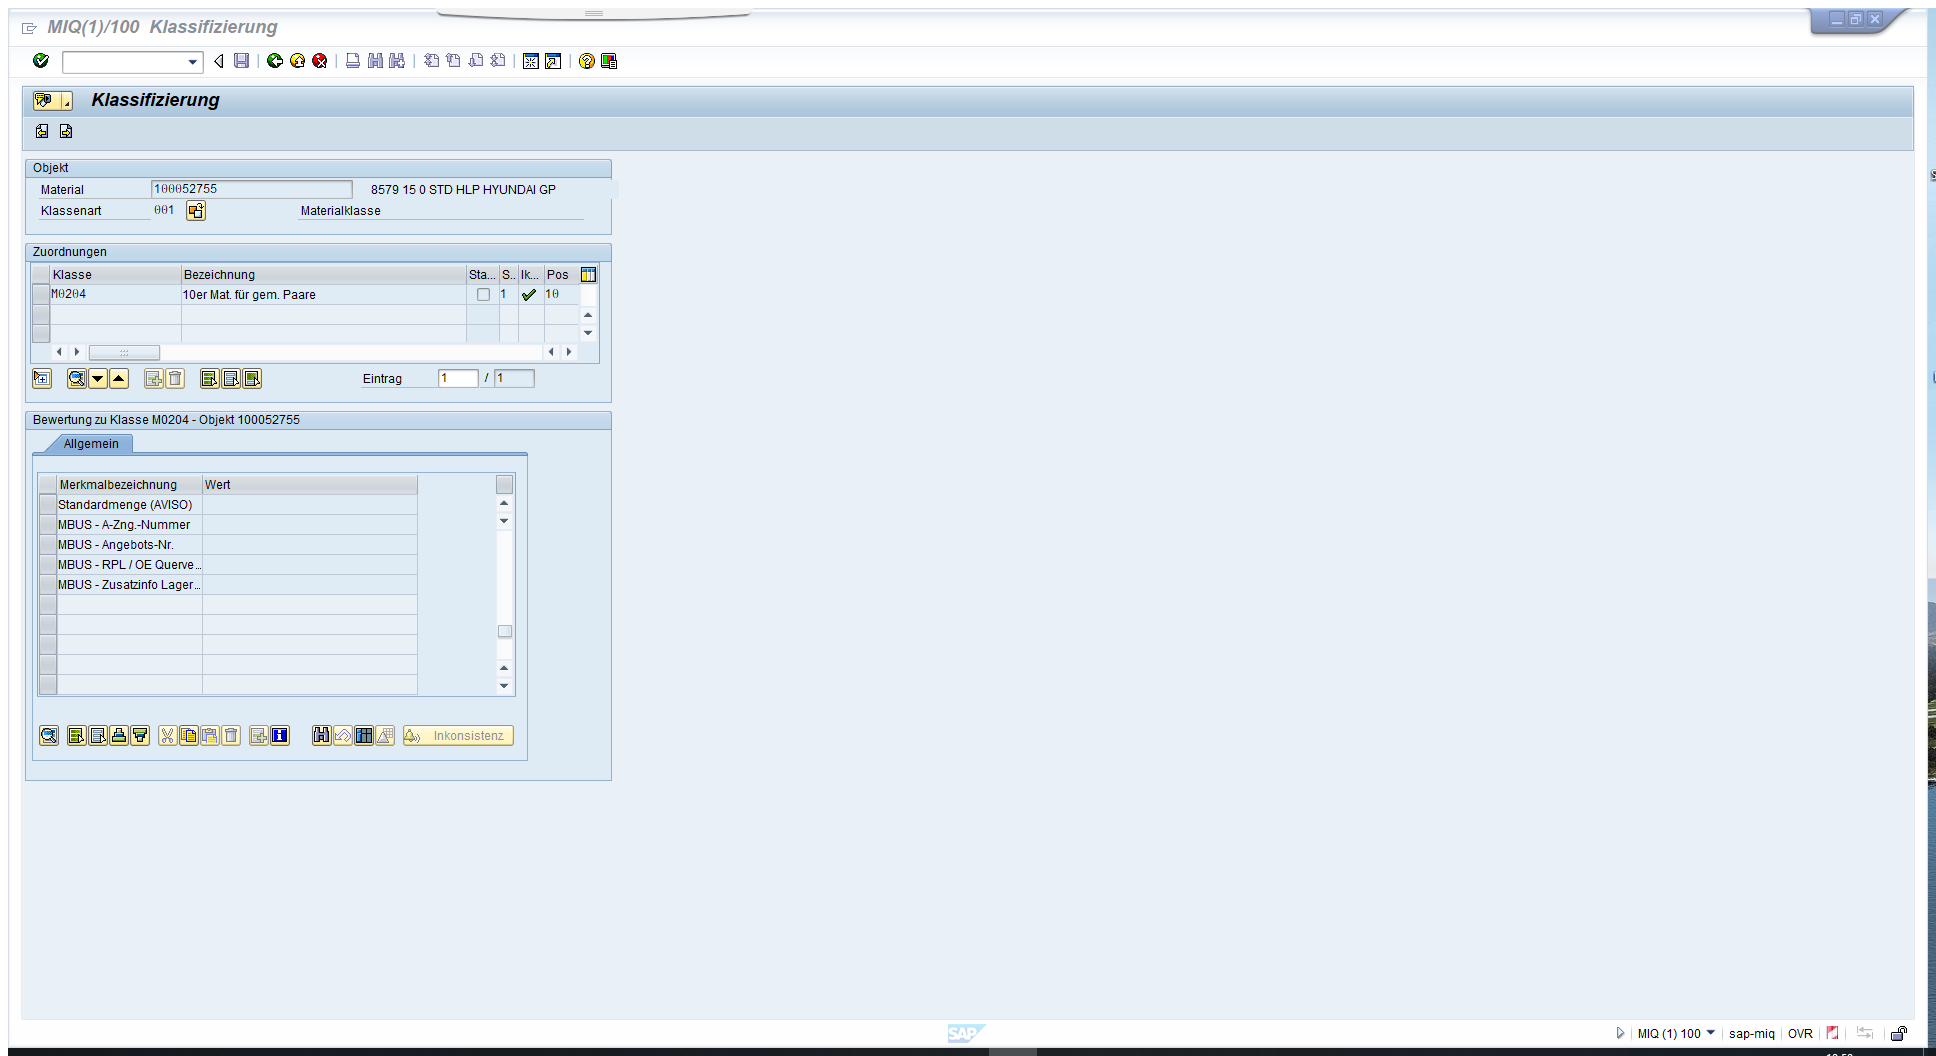 MIQ(1)/100 Klassifizierung
Klassifizierung
Objekt
Material 100052755 8579 15 0 STD HLP HYUNDAI GP
Klassenart 001 Materialklasse
Zuordnungen
Klasse Bezeichnung Sta... S.. Ik... Pos
M0204 10er Mat. für gem. Paare 1 10
Eintrag 1 / 1
Bewertung zu Klasse M0204 - Objekt 100052755
Allgemein
Merkmalbezeichnung Wert
Standardmenge (AVISO)
MBUS - A-Zng.-Nummer
MBUS - Angebots-Nr.
MBUS - RPL / OE Querve...
MBUS - Zusatzinfo Lager...
Inkonsistenz
SAP
MIQ (1) 100 sap-miq OVR